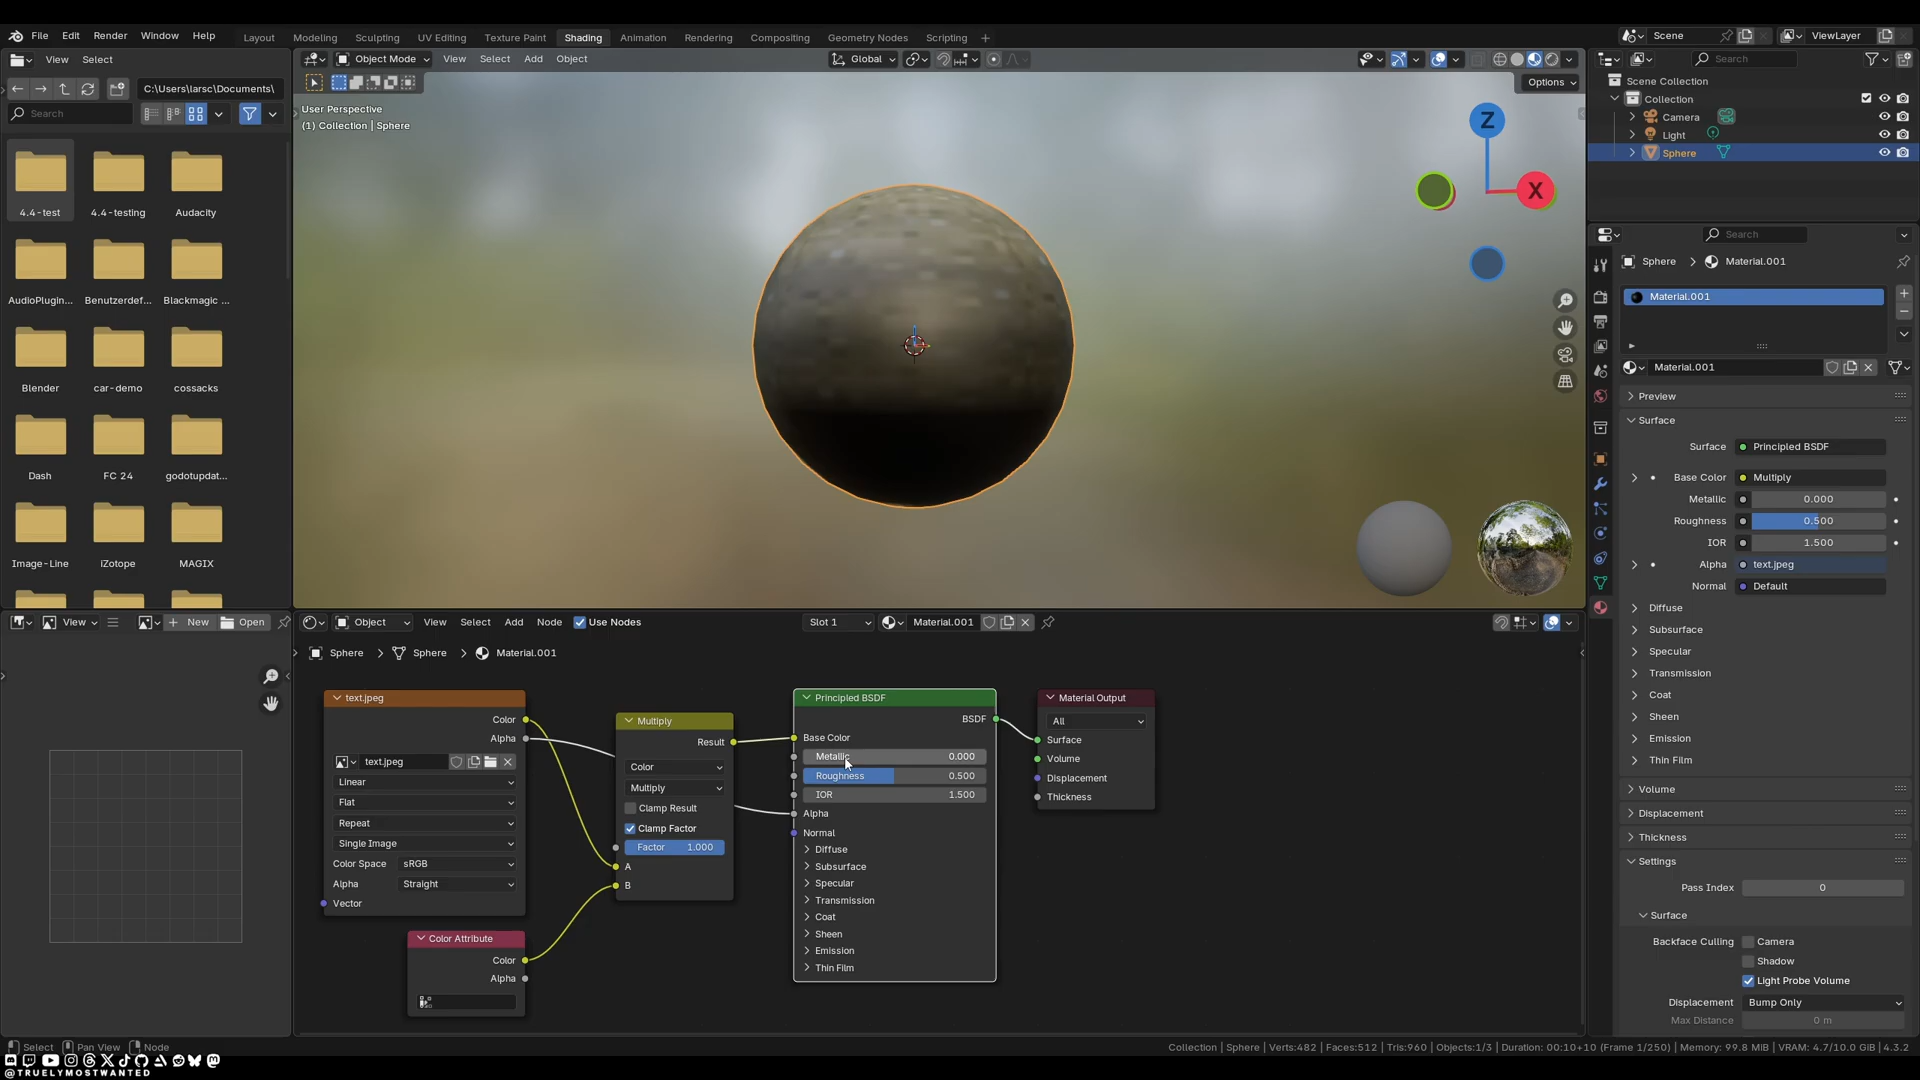 File Edit Render Window Help
Layout Modeling Sculpting UV Editing Texture Paint Shading Animation Rendering Compositing Geometry Nodes Scripting +
Scene
ViewLayer
View Select
Object Mode View Select Add Object
Global
Search
C:\Users\larsc\Documents\
Search
Options
Scene Collection
Collection
Camera
Light
Sphere
User Perspective
(1) Collection | Sphere
Z
X
4.4-test 4.4-testing Audacity
AudioPlugin... Benutzerdef... Blackmagic ...
Blender car-demo cossacks
Dash FC 24 godotupdat...
Image-Line iZotope MAGIX
Search
Sphere > Material.001
Material.001
Material.001
Preview
Surface
Surface Principled BSDF
Base Color Multiply
Metallic 0.000
Roughness 0.500
IOR 1.500
Alpha text.jpeg
Normal Default
Diffuse
Subsurface
Specular
Transmission
Coat
Sheen
Emission
Thin Film
Volume
Displacement
Thickness
Settings
Pass Index 0
Surface
Backface Culling Camera
Shadow
Light Probe Volume
Displacement Bump Only
Max Distance 0 m
View New Open
Object View Select Add Node Use Nodes Slot 1 Material.001
Sphere > Sphere > Material.001
text.jpeg
Color
Alpha
text.jpeg
Linear
Flat
Repeat
Single Image
Color Space sRGB
Alpha Straight
Vector
Color Attribute
Color
Alpha
Multiply
Result
Color
Multiply
Clamp Result
Clamp Factor
Factor 1.000
A
B
Principled BSDF
BSDF
Base Color
Metallic 0.000
Roughness 0.500
IOR 1.500
Alpha
Normal
Diffuse
Subsurface
Specular
Transmission
Coat
Sheen
Emission
Thin Film
Material Output
All
Surface
Volume
Displacement
Thickness
Select Pan View Node
Collection | Sphere | Verts:482 | Faces:512 | Tris:960 | Objects:1/3 | Duration: 00:10+10 (Frame 1/250) | Memory: 99.8 MiB | VRAM: 4.7/10.0 GiB | 4.3.2
@TRUELYMOSTWANTED